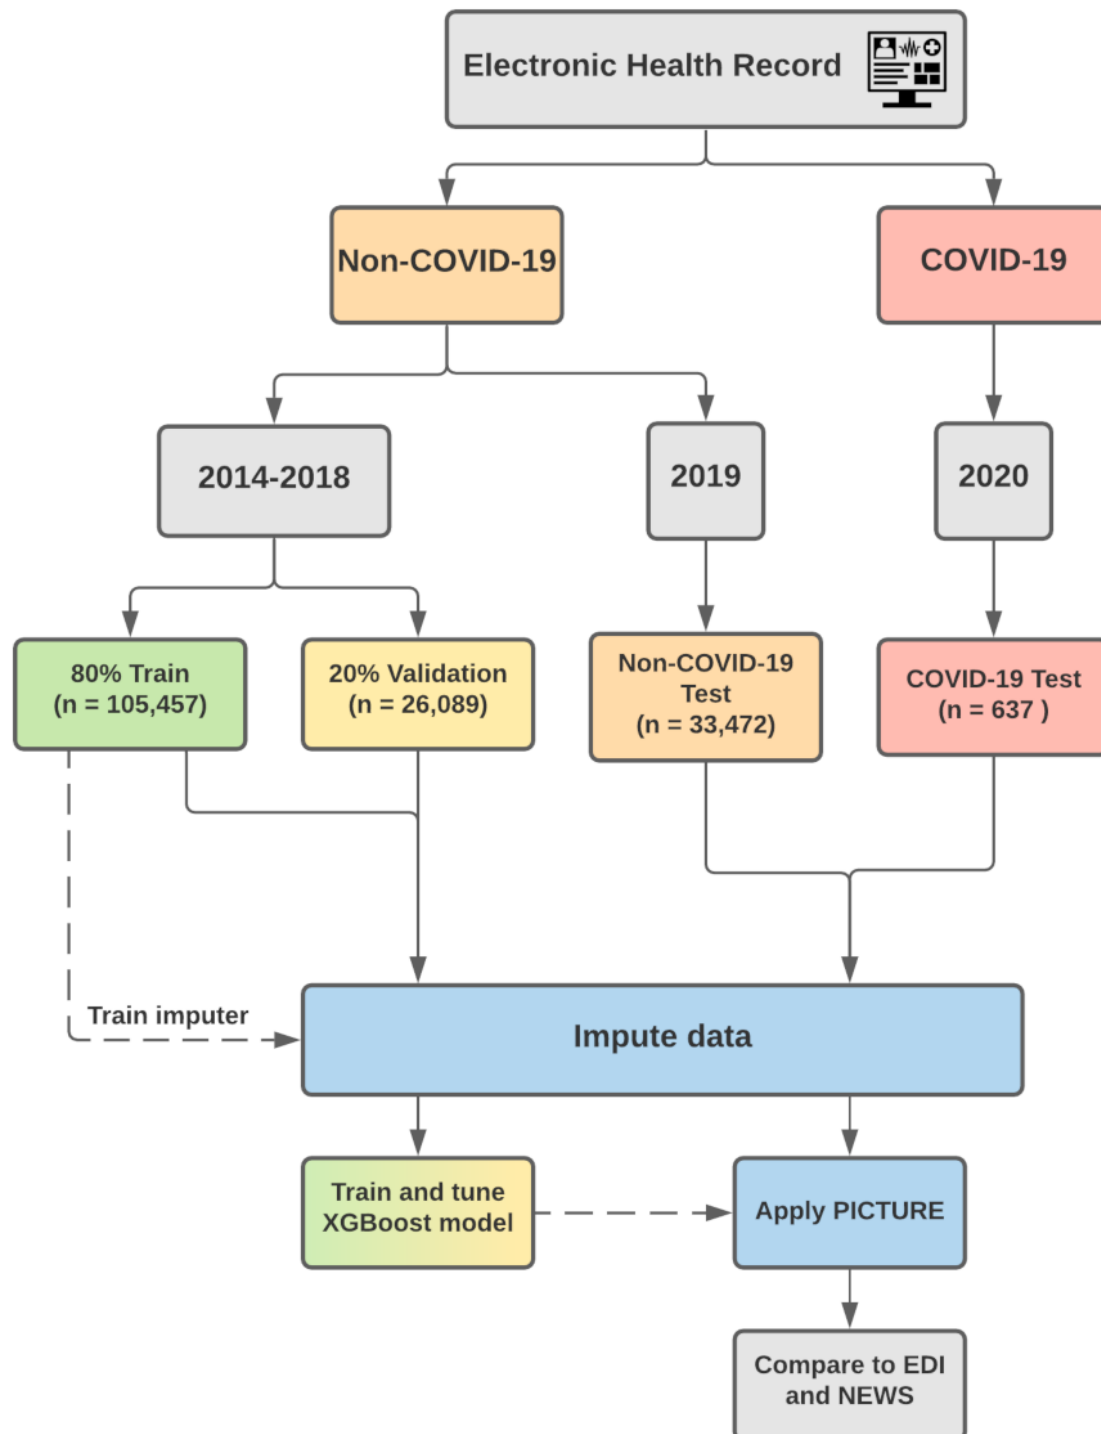 Electronic Health Record
Non-COVID-19
COVID-19
2014-2018
2019
2020
80% Train
(n = 105,457)
20% Validation
(n = 26,089)
Non-COVID-19
Test
(n = 33,472)
COVID-19 Test
(n = 637 )
Train imputer
Impute data
Train and tune
XGBoost model
Apply PICTURE
Compare to EDI
and NEWS